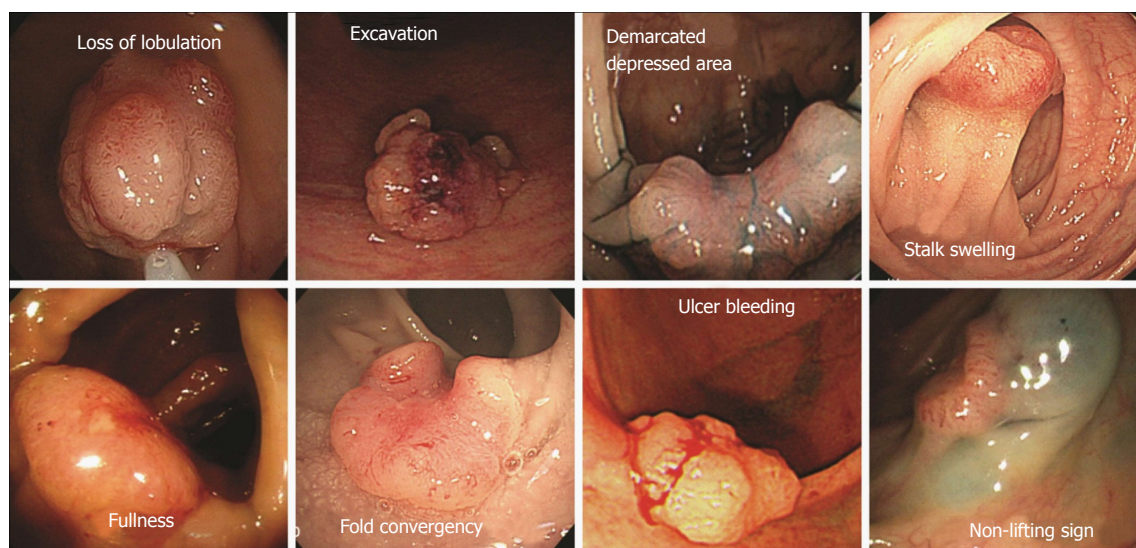 Loss of lobulation
Excavation
Demarcated
depressed area
Stalk swelling
Fullness
Fold convergency
Ulcer bleeding
Non-lifting sign